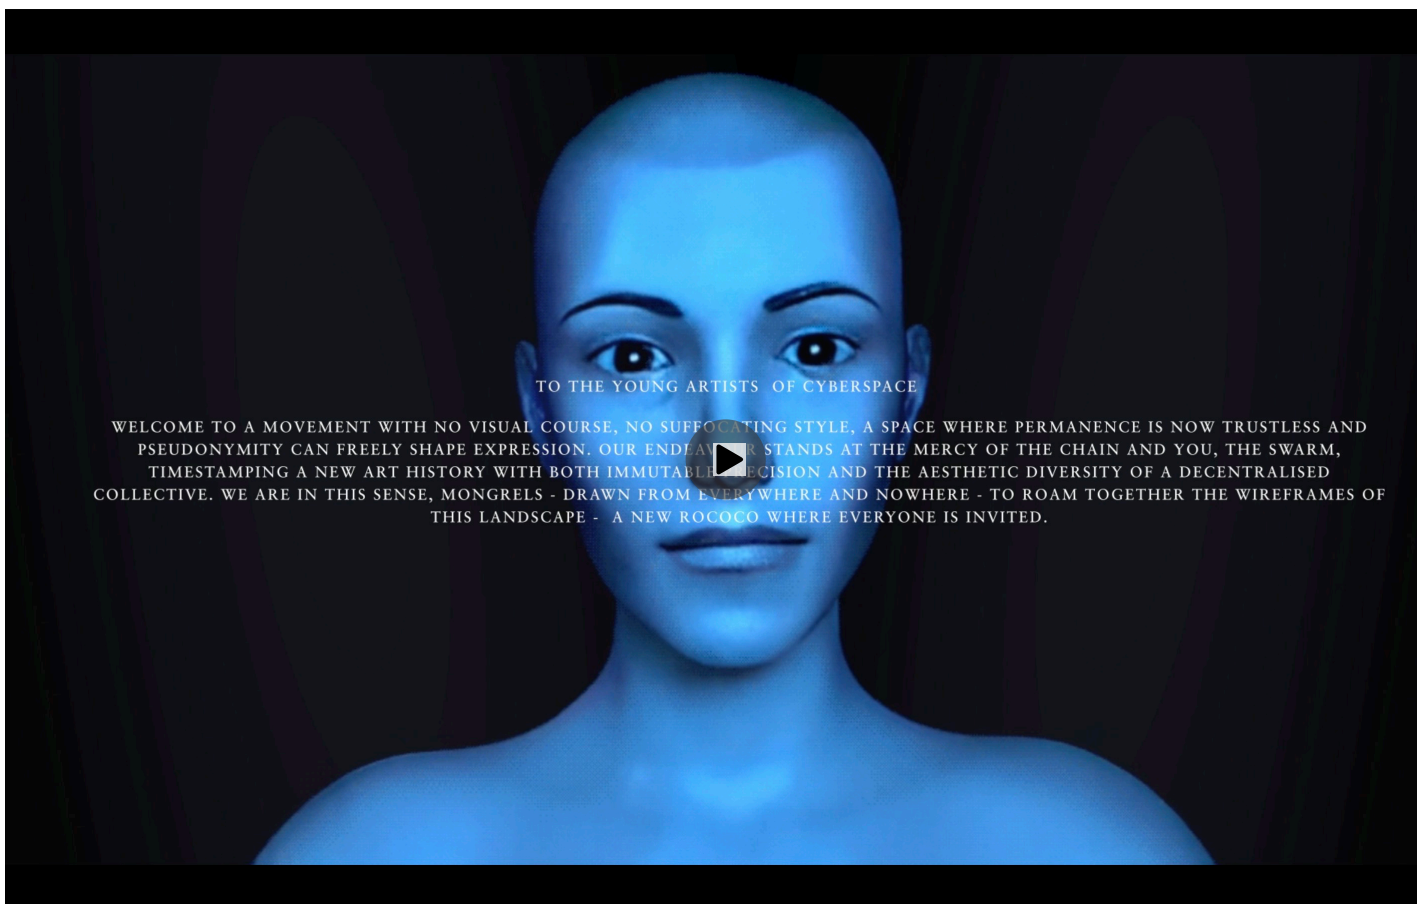 TO THE YOUNG ARTISTS OF CYBERSPACE
WELCOME TO A MOVEMENT WITH NO VISUAL COURSE, NO SUFFOCATING STYLE, A SPACE WHERE PERMANENCE IS NOW TRUSTLESS AND
PSEUDONYMITY CAN FREELY SHAPE EXPRESSION. OUR ENDEAVOUR STANDS AT THE MERCY OF THE CHAIN AND YOU, THE SWARM,
TIMESTAMPING A NEW ART HISTORY WITH BOTH IMMUTABLE PRECISION AND THE AESTHETIC DIVERSITY OF A DECENTRALISED
COLLECTIVE. WE ARE IN THIS SENSE, MONGRELS - DRAWN FROM EVERYWHERE AND NOWHERE - TO ROAM TOGETHER THE WIREFRAMES OF
THIS LANDSCAPE - A NEW ROCOCO WHERE EVERYONE IS INVITED.